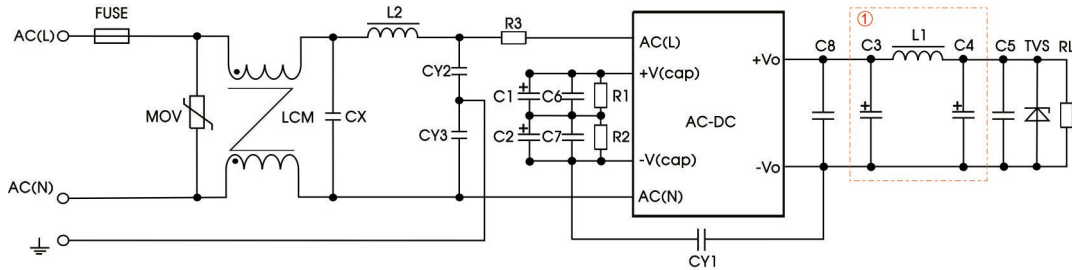 FUSE
L2
①
AC(L)
R3
AC(L)
C8
C3
L1
C4
C5
TVS
RL
+Vo
CY2
+V(cap)
C1
C6
R1
MOV
LCM
CX
AC-DC
CY3
C2
C7
R2
-V(cap)
-Vo
AC(N)
AC(N)
CY1